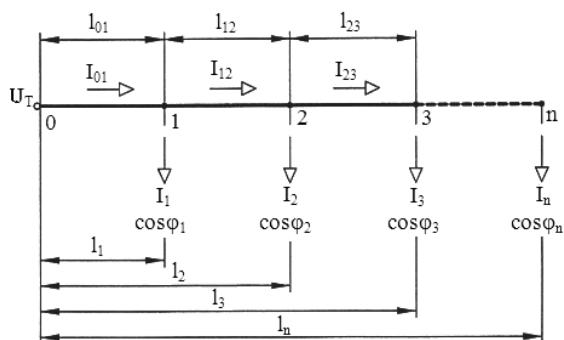 l₀₁ l₁₂ l₂₃
I₀₁ I₁₂ I₂₃
U_T
0 1 2 3 n
I₁ I₂ I₃ Iₙ
cosφ₁ cosφ₂ cosφ₃ cosφₙ
l₁
l₂
l₃
lₙ